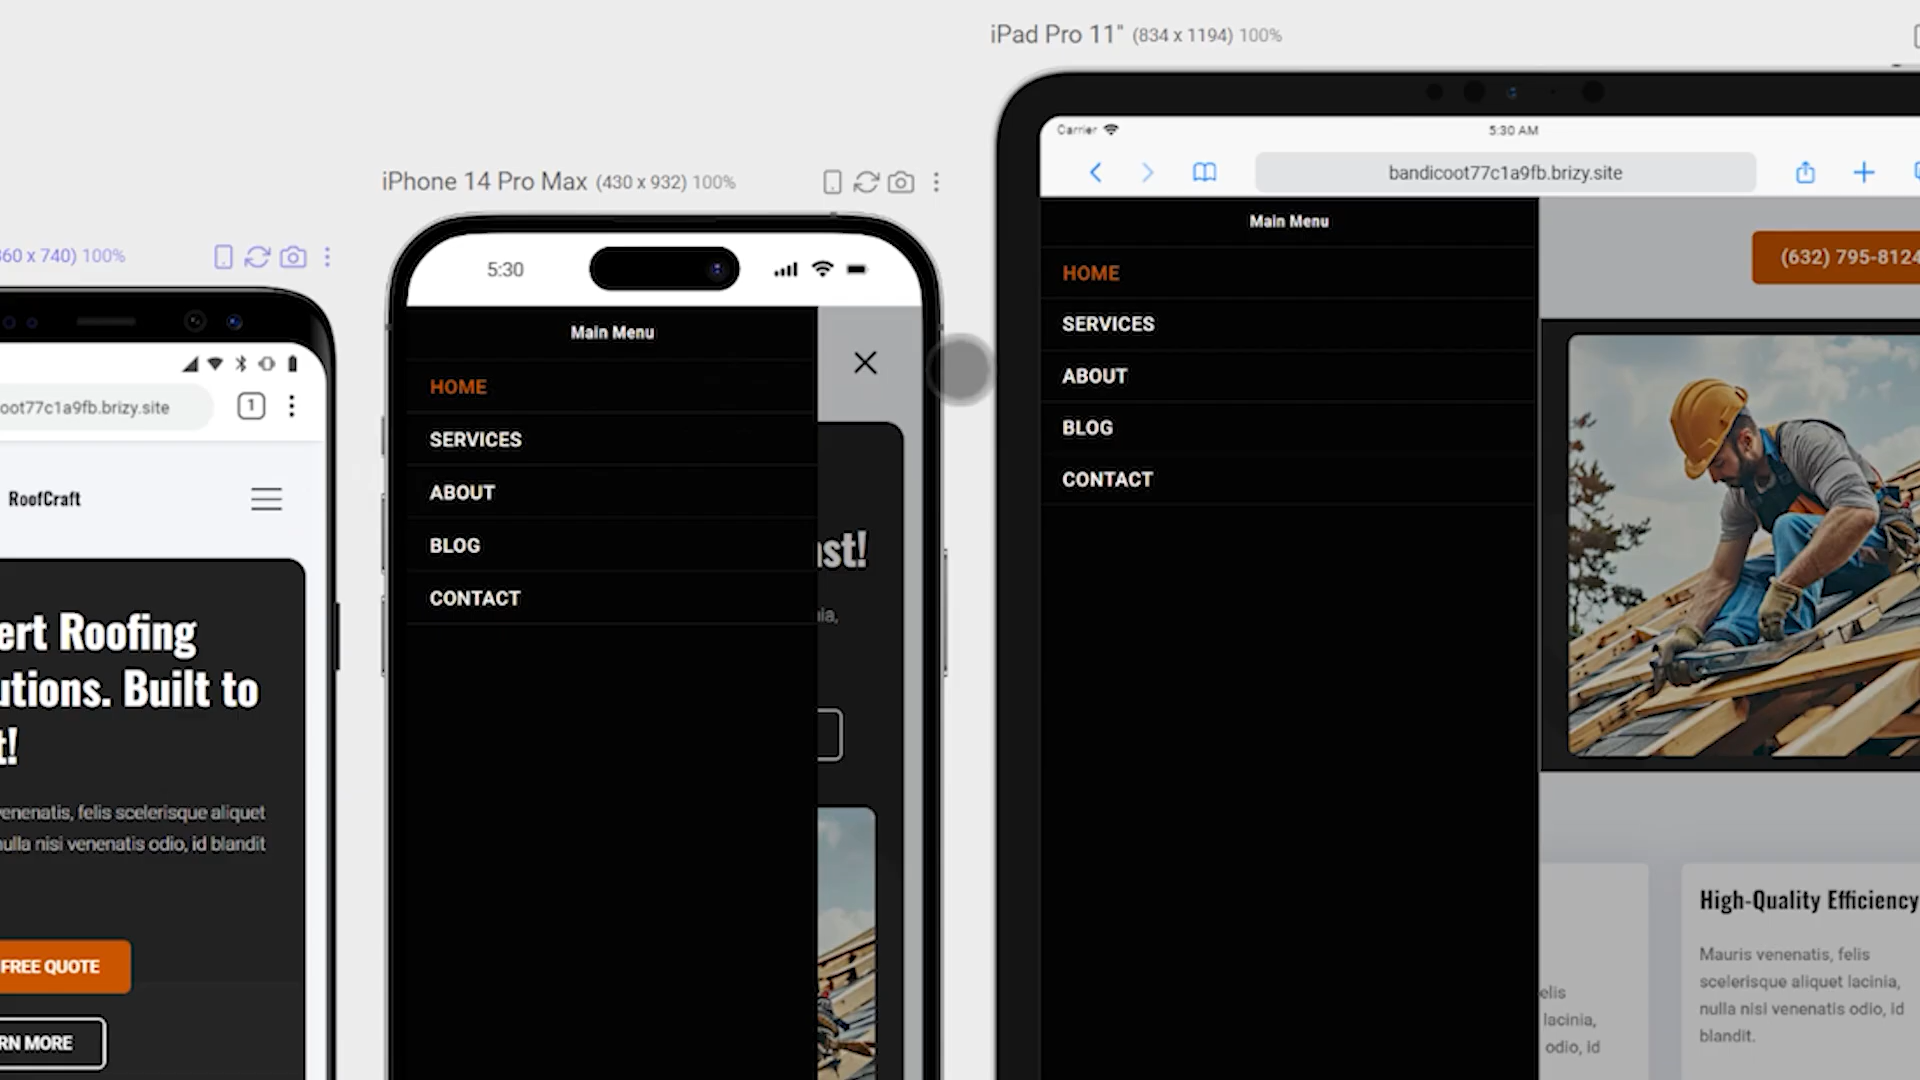 iPad Pro 11" (834 x 1194) 100%
iPhone 14 Pro Max (430 x 932) 100%
360 x 740) 100%
Carrier
5:30 AM
bandicoot77c1a9fb.brizy.site
Main Menu
HOME
SERVICES
ABOUT
BLOG
CONTACT
(632) 795-8124
High-Quality Efficiency
Mauris venenatis, felis
scelerisque aliquet lacinia,
nulla nisi venenatis odio, id
blandit.
elis
lacinia,
odio, id
5:30
Main Menu
HOME
SERVICES
ABOUT
BLOG
CONTACT
st!
ia,
oot77c1a9fb.brizy.site
1
RoofCraft
ert Roofing
utions. Built to
t!
venenatis, felis scelerisque aliquet
nulla nisi venenatis odio, id blandit
FREE QUOTE
RN MORE